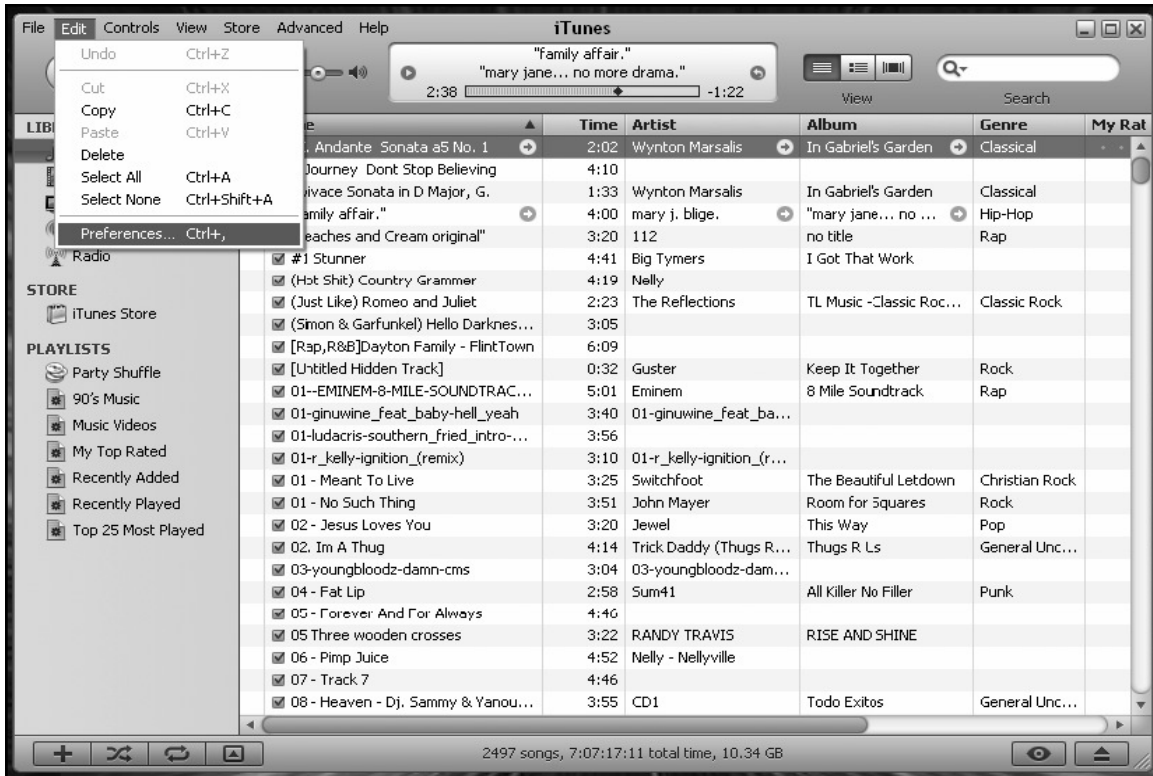 File Edit Controls View Store Advanced Help
iTunes
Undo Ctrl+Z
Cut Ctrl+X
Copy Ctrl+C
Paste Ctrl+V
Delete
Select All Ctrl+A
Select None Ctrl+Shift+A
Preferences... Ctrl+,
"family affair."
"mary jane... no more drama."
2:38 -1:22
View
Search
Time Artist Album Genre My Rat
Andante Sonata a5 No. 1 2:02 Wynton Marsalis In Gabriel's Garden Classical
Journey Dont Stop Believing 4:10
Sonata in D Major, G. 1:33 Wynton Marsalis In Gabriel's Garden Classical
affair." 4:00 mary j. blige. "mary jane... no ... Hip-Hop
and Cream original" 3:20 112 no title Rap
#1 Stunner 4:41 Big Tymers I Got That Work
(Hot Shit) Country Grammer 4:19 Nelly
(Just Like) Romeo and Juliet 2:23 The Reflections TL Music -Classic Roc... Classic Rock
(Simon & Garfunkel) Hello Darknes... 3:05
[Rap,R&B]Dayton Family - FlintTown 6:09
[Untitled Hidden Track] 0:32 Guster Keep It Together Rock
01--EMINEM-8-MILE-SOUNDTRAC... 5:01 Eminem 8 Mile Soundtrack Rap
01-ginuwine_feat_baby-hell_yeah 3:40 01-ginuwine_feat_ba...
01-ludacris-southern_fried_intro-... 3:56
01-r_kelly-ignition_(remix) 3:10 01-r_kelly-ignition_(r...
01 - Meant To Live 3:25 Switchfoot The Beautiful Letdown Christian Rock
01 - No Such Thing 3:51 John Mayer Room for Squares Rock
02 - Jesus Loves You 3:20 Jewel This Way Pop
02. Im A Thug 4:14 Trick Daddy (Thugs R... Thugs R Us General Unc...
03-youngbloodz-damn-cms 3:04 03-youngbloodz-dam...
04 - Fat Lip 2:58 Sum41 All Killer No Filler Punk
05 - Forever And For Always 4:46
05 Three wooden crosses 3:22 RANDY TRAVIS RISE AND SHINE
06 - Pimp Juice 4:52 Nelly - Nellyville
07 - Track 7 4:46
08 - Heaven - Dj. Sammy & Yanou... 3:55 CD1 Todo Exitos General Unc...
Radio
STORE
iTunes Store
PLAYLISTS
Party Shuffle
90's Music
Music Videos
My Top Rated
Recently Added
Recently Played
Top 25 Most Played
2497 songs, 7:07:17:11 total time, 10.34 GB